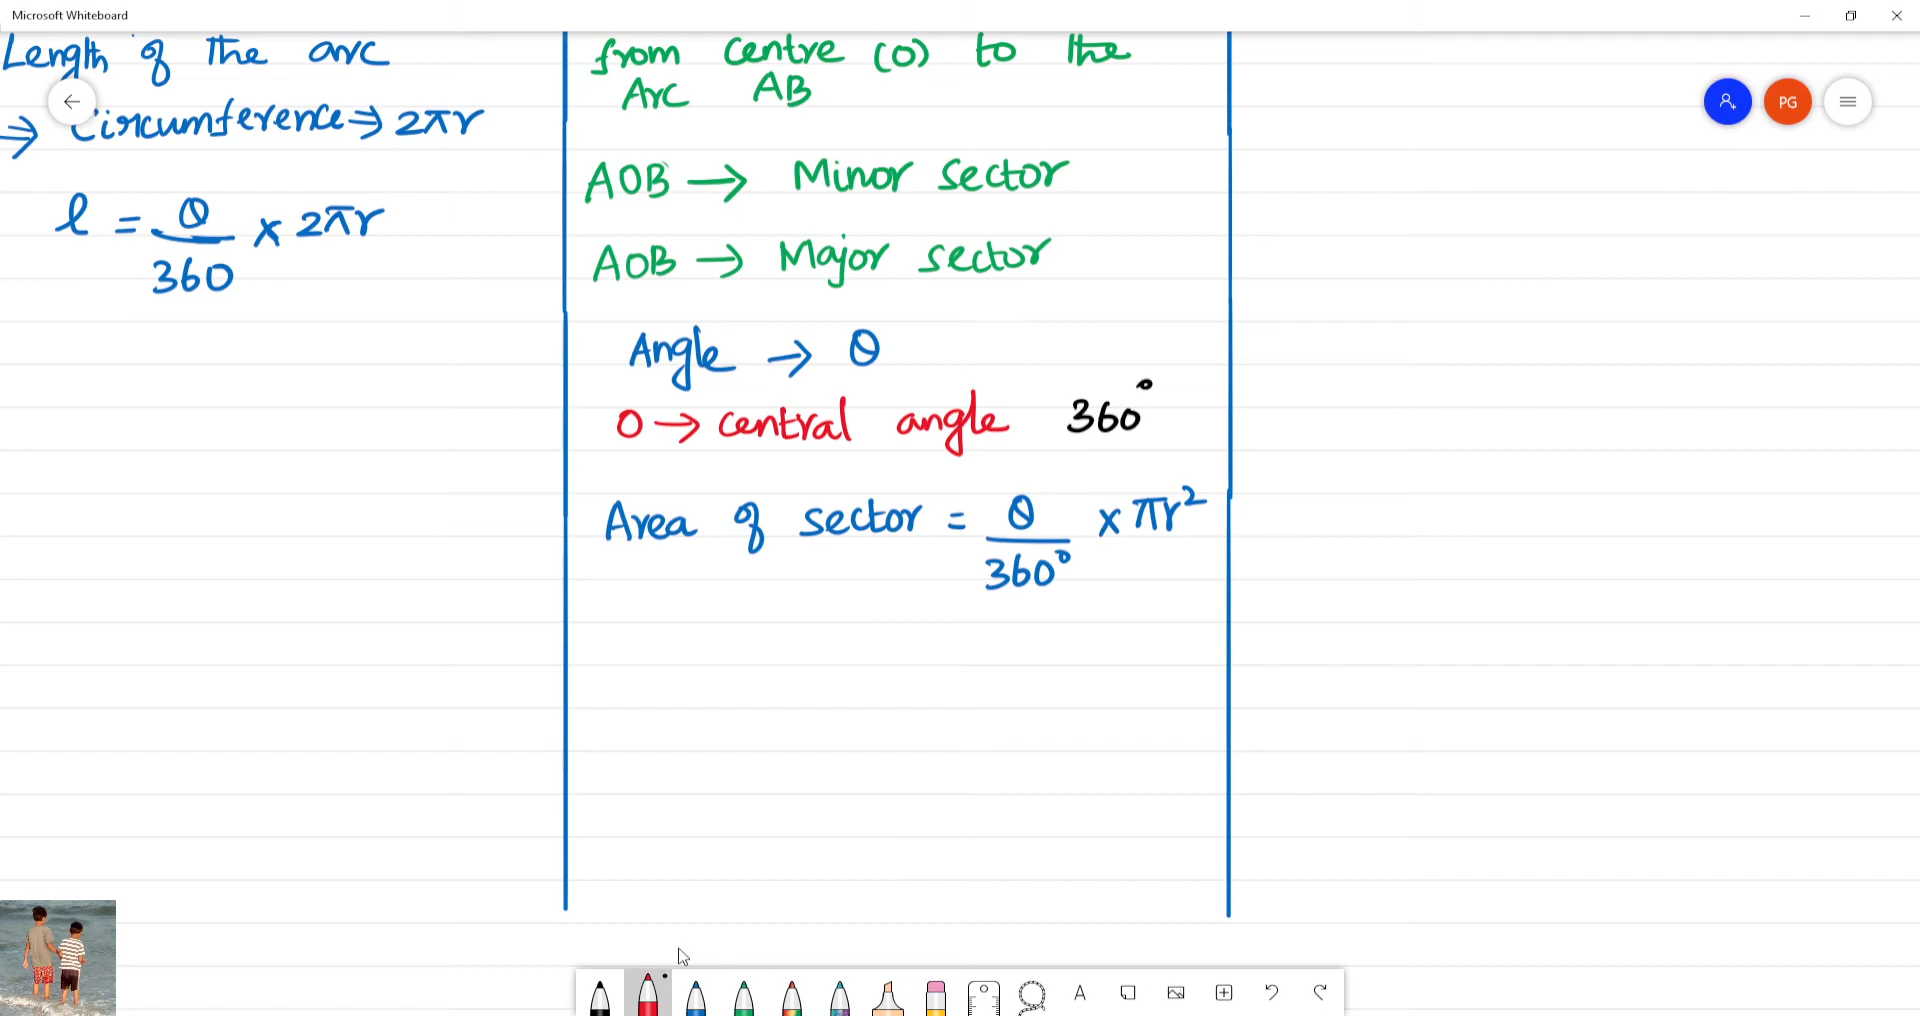 Microsoft Whiteboard
Length of the arc
⇒ Circumference ⇒ 2πr
l = θ/360 × 2πr
from centre (O) to the
Arc AB
AOB → Minor sector
AOB → Major sector
Angle → θ
O → central angle 360°
Area of sector = θ/360° × πr²
PG
A